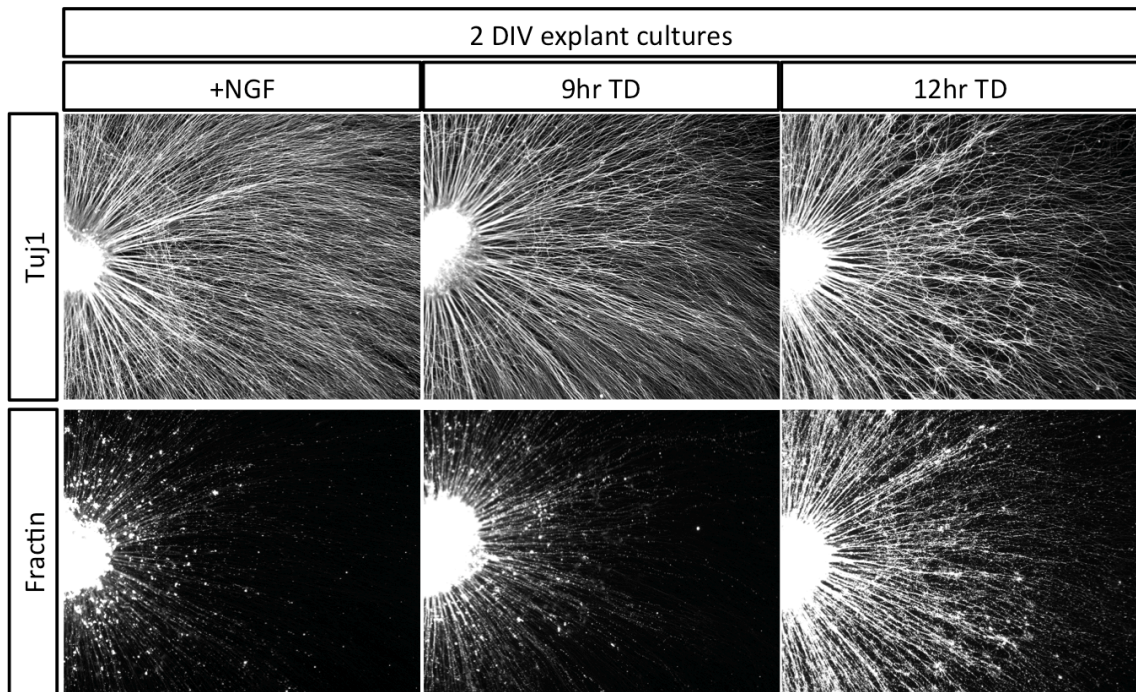 2 DIV explant cultures
+NGF
9hr TD
12hr TD
Tuj1
Fractin